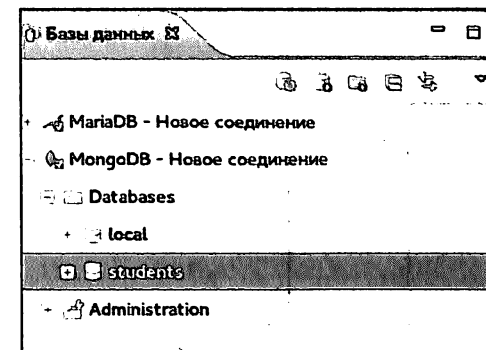 Базы данных
MariaDB - Новое соединение
MongoDB - Новое соединение
Databases
local
students
Administration